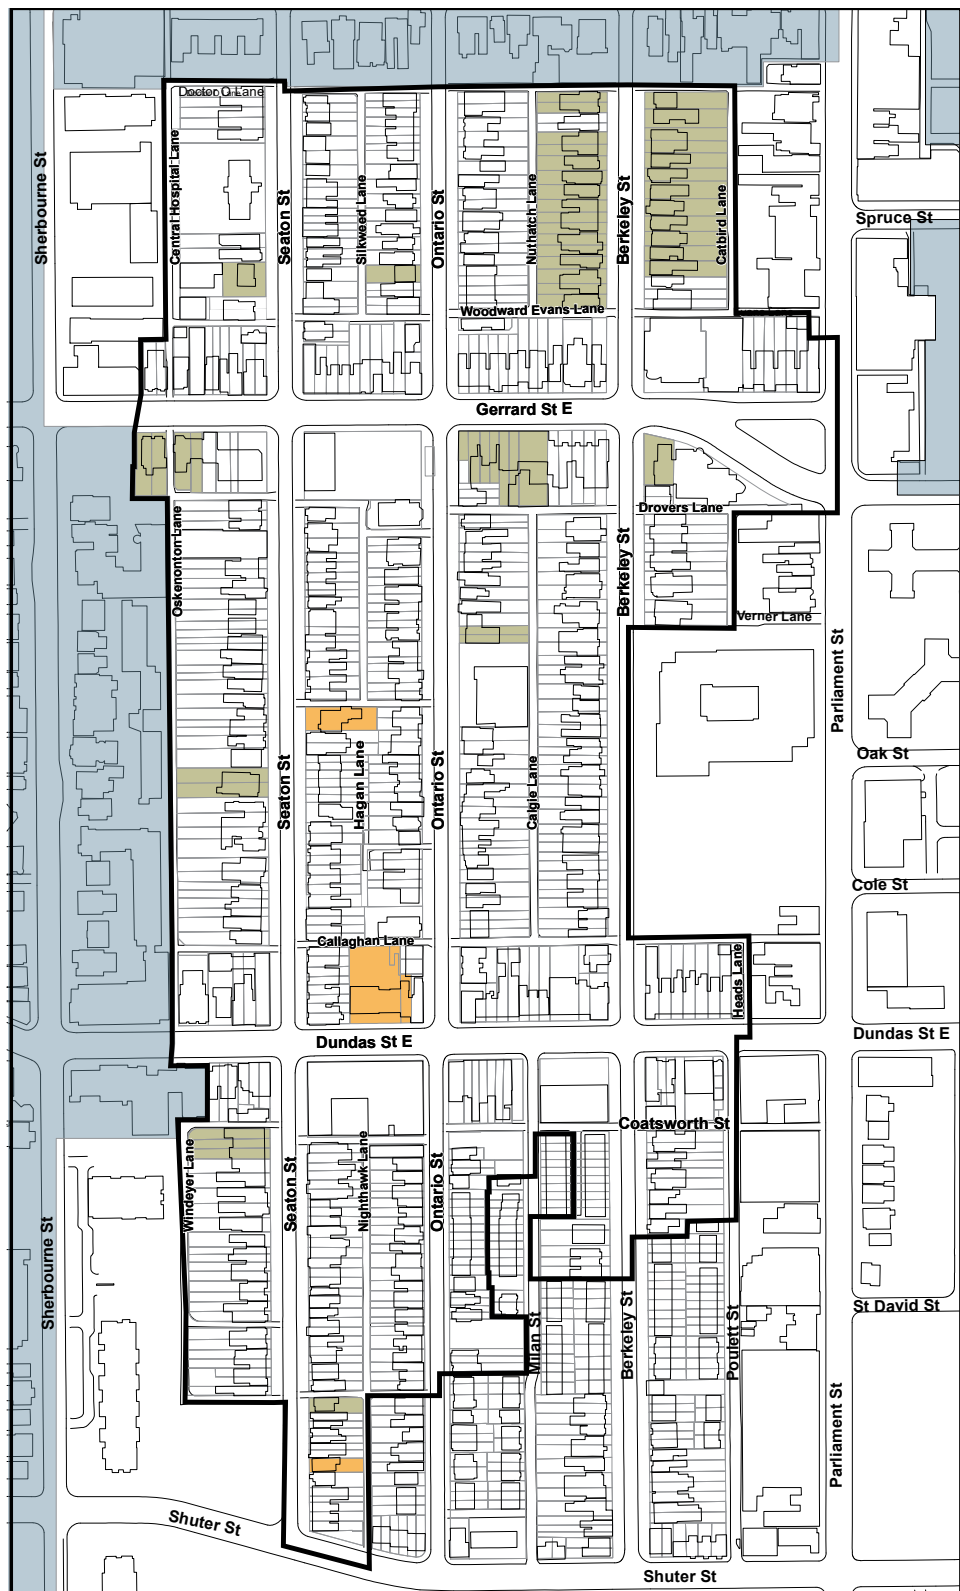 Doctor O Lane
Sherbourne St
Central Hospital Lane
Seaton St
Silkweed Lane
Ontario St
Nuthatch Lane
Berkeley St
Catbird Lane
Spruce St
Woodward Evans Lane
Gerrard St E
Oskenonton Lane
Berkeley St
Drovers Lane
Verner Lane
Parliament St
Seaton St
Hagan Lane
Ontario St
Calgie Lane
Oak St
Cole St
Callaghan Lane
Heads Lane
Dundas St E
Dundas St E
Coatsworth St
Windeyer Lane
Seaton St
Nighthawk Lane
Ontario St
Sherbourne St
Milan St
Berkeley St
Poulett St
St David St
Parliament St
Shuter St
Shuter St